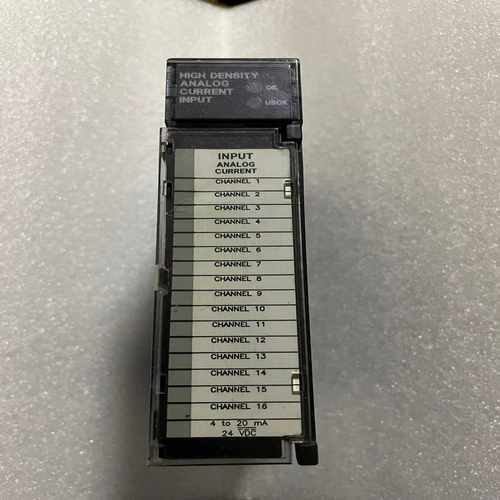 HIGH DENSITY
ANALOG
CURRENT
INPUT
OK
USOK
INPUT
ANALOG
CURRENT
CHANNEL 1
CHANNEL 2
CHANNEL 3
CHANNEL 4
CHANNEL 5
CHANNEL 6
CHANNEL 7
CHANNEL 8
CHANNEL 9
CHANNEL 10
CHANNEL 11
CHANNEL 12
CHANNEL 13
CHANNEL 14
CHANNEL 15
CHANNEL 16
4 to 20 mA
24 VDC